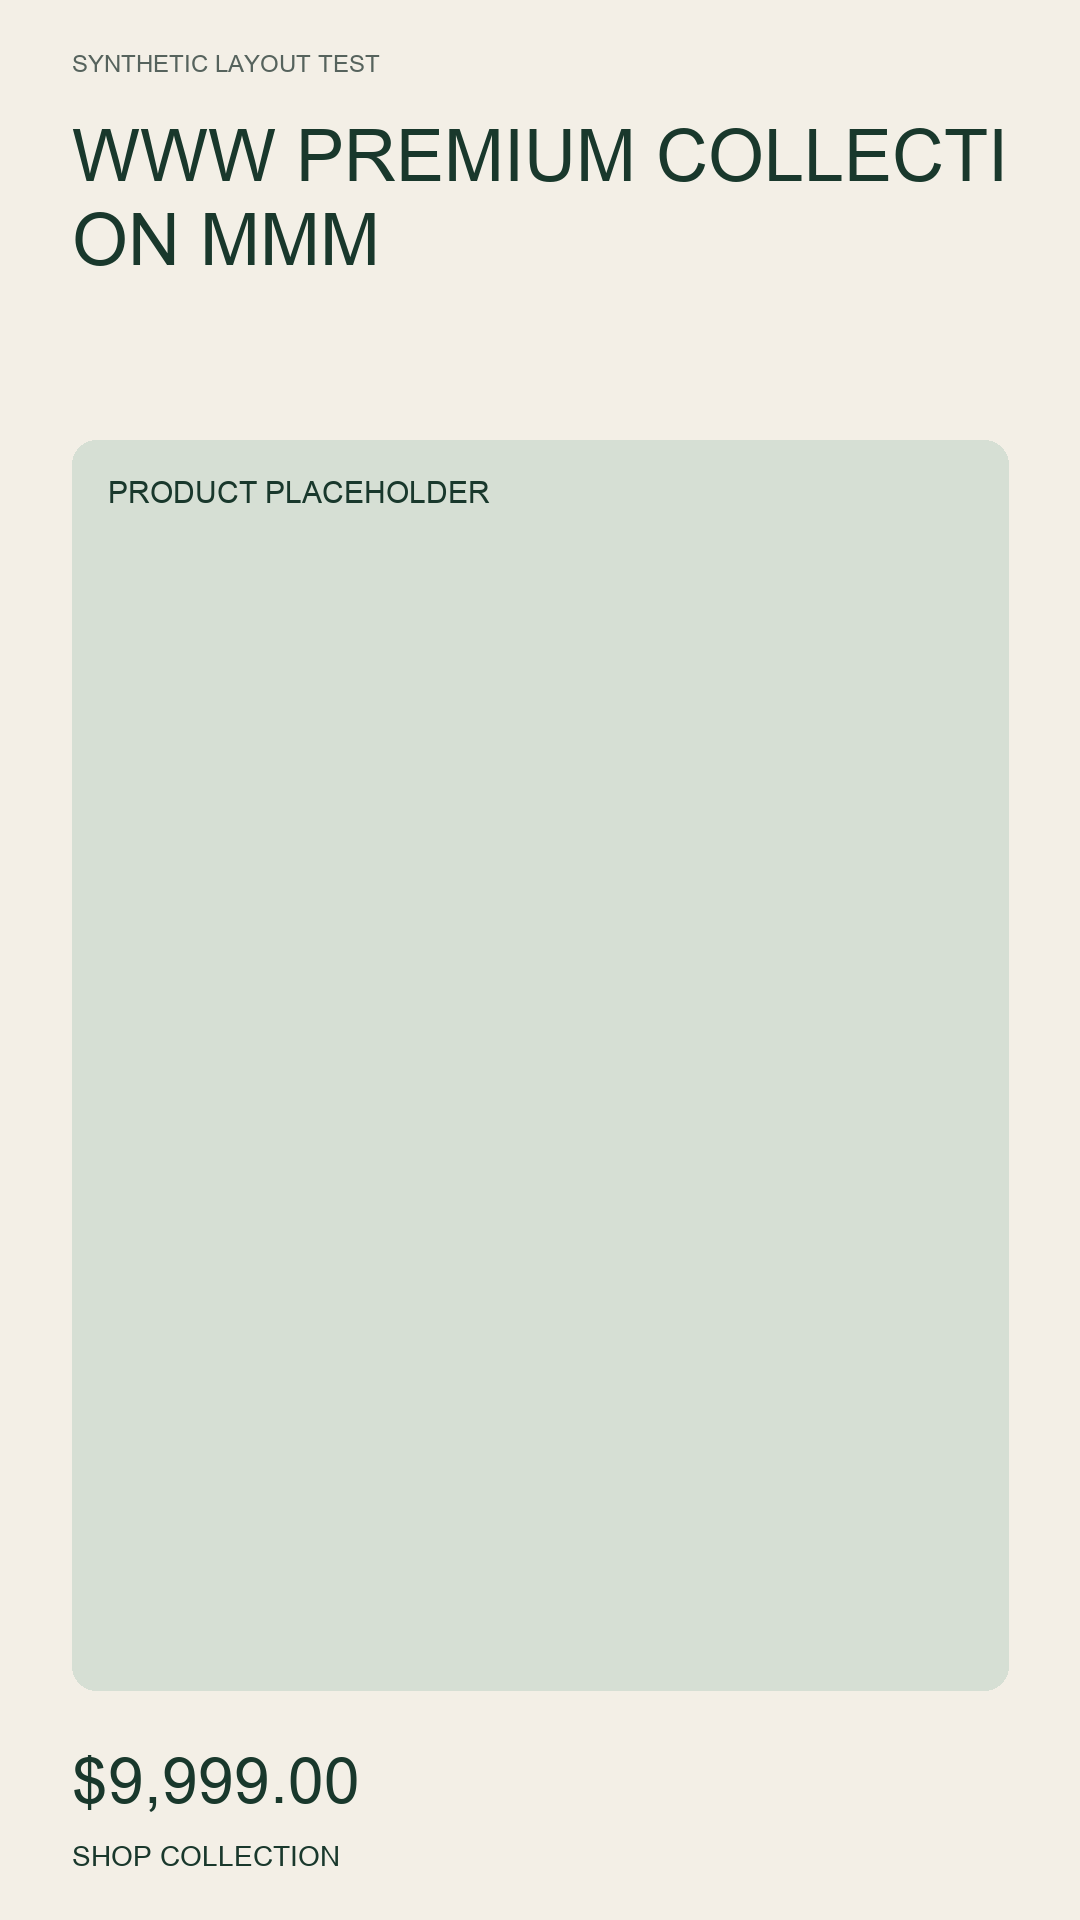 SYNTHETIC LAYOUT TEST
WWW PREMIUM COLLECTI
ON MMM
PRODUCT PLACEHOLDER
$9,999.00
SHOP COLLECTION